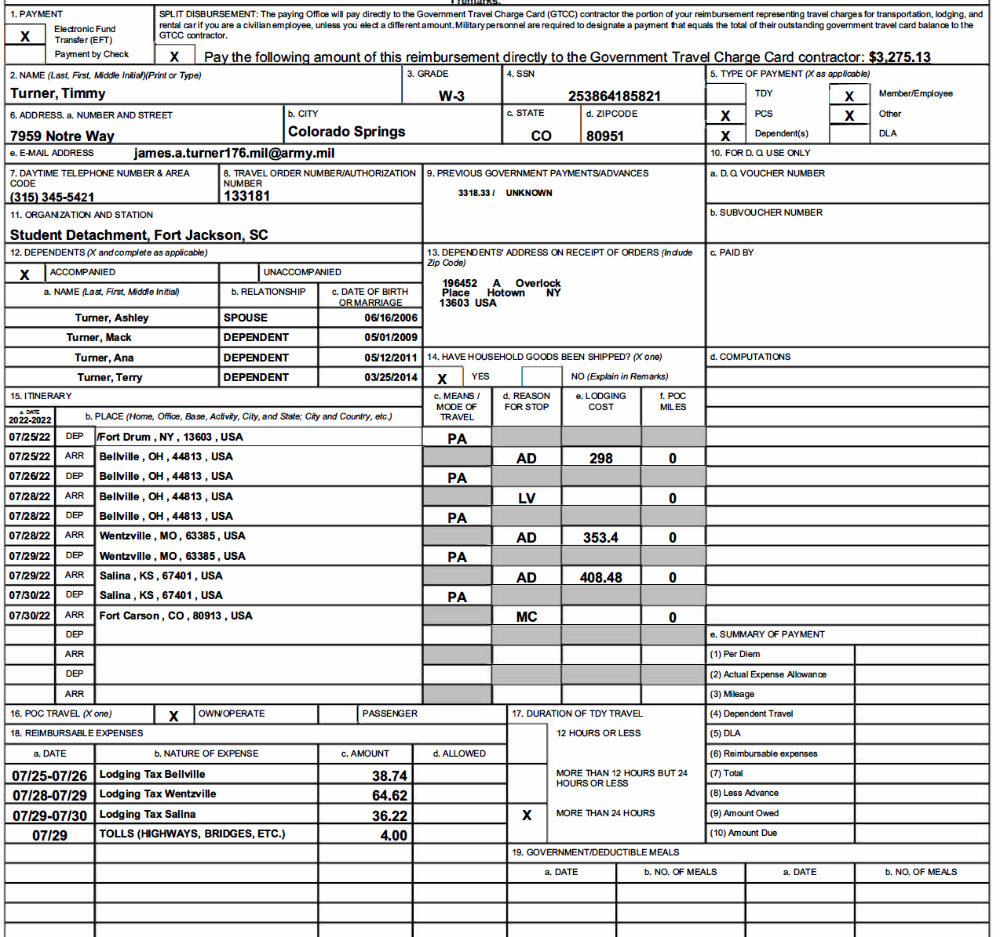 1. PAYMENT
X Electronic Fund Transfer (EFT)
Payment by Check
SPLIT DISBURSEMENT: The paying Office will pay directly to the Government Travel Charge Card (GTCC) contractor the portion of your reimbursement representing travel charges for transportation, lodging, and
rental car if you are a civilian employee, unless you elect a different amount. Military personnel are required to designate a payment that equals the total of their outstanding government travel card balance to the
GTCC contractor.
X Pay the following amount of this reimbursement directly to the Government Travel Charge Card contractor: $3,275.13
2. NAME (Last, First, Middle Initial)(Print or Type)
Turner, Timmy
3. GRADE
W-3
4. SSN
253864185821
5. TYPE OF PAYMENT (X as applicable)
TDY X Member/Employee
X PCS X Other
X Dependent(s) DLA
6. ADDRESS. a. NUMBER AND STREET
7959 Notre Way
b. CITY
Colorado Springs
c. STATE
CO
d. ZIPCODE
80951
e. E-MAIL ADDRESS james.a.turner176.mil@army.mil
10. FOR D. O. USE ONLY
7. DAYTIME TELEPHONE NUMBER & AREA
CODE
(315) 345-5421
8. TRAVEL ORDER NUMBER/AUTHORIZATION
NUMBER
133181
9. PREVIOUS GOVERNMENT PAYMENTS/ADVANCES
3318.33 / UNKNOWN
a. D.O. VOUCHER NUMBER
b. SUBVOUCHER NUMBER
11. ORGANIZATION AND STATION
Student Detachment, Fort Jackson, SC
12. DEPENDENTS (X and complete as applicable)
X ACCOMPANIED UNACCOMPANIED
13. DEPENDENTS' ADDRESS ON RECEIPT OF ORDERS (Include
Zip Code)
196452 A Overlock
Place Hotown NY
13603 USA
c. PAID BY
a. NAME (Last, First, Middle Initial) b. RELATIONSHIP c. DATE OF BIRTH OR MARRIAGE
Turner, Ashley SPOUSE 06/16/2006
Turner, Mack DEPENDENT 05/01/2009
Turner, Ana DEPENDENT 05/12/2011
Turner, Terry DEPENDENT 03/25/2014
14. HAVE HOUSEHOLD GOODS BEEN SHIPPED? (X one)
X YES NO (Explain in Remarks)
d. COMPUTATIONS
15. ITINERARY
a. DATE
2022-2022
b. PLACE (Home, Office, Base, Activity, City, and State; City and Country, etc.)
c. MEANS / MODE OF TRAVEL
d. REASON FOR STOP
e. LODGING COST
f. POC MILES
07/25/22 DEP /Fort Drum , NY , 13603 , USA PA
07/25/22 ARR Bellville , OH , 44813 , USA AD 298 0
07/26/22 DEP Bellville , OH , 44813 , USA PA
07/28/22 ARR Bellville , OH , 44813 , USA LV 0
07/28/22 DEP Bellville , OH , 44813 , USA PA
07/28/22 ARR Wentzville , MO , 63385 , USA AD 353.4 0
07/29/22 DEP Wentzville , MO , 63385 , USA PA
07/29/22 ARR Salina , KS , 67401 , USA AD 408.48 0
07/30/22 DEP Salina , KS , 67401 , USA PA
07/30/22 ARR Fort Carson , CO , 80913 , USA MC 0
DEP
ARR
DEP
ARR
e. SUMMARY OF PAYMENT
(1) Per Diem
(2) Actual Expense Allowance
(3) Mileage
(4) Dependent Travel
(5) DLA
(6) Reimbursable expenses
(7) Total
(8) Less Advance
(9) Amount Owed
(10) Amount Due
16. POC TRAVEL (X one) X OWN/OPERATE PASSENGER
17. DURATION OF TDY TRAVEL
12 HOURS OR LESS
MORE THAN 12 HOURS BUT 24
HOURS OR LESS
X MORE THAN 24 HOURS
18. REIMBURSABLE EXPENSES
a. DATE b. NATURE OF EXPENSE c. AMOUNT d. ALLOWED
07/25-07/26 Lodging Tax Bellville 38.74
07/28-07/29 Lodging Tax Wentzville 64.62
07/29-07/30 Lodging Tax Salina 36.22
07/29 TOLLS (HIGHWAYS, BRIDGES, ETC.) 4.00
19. GOVERNMENT/DEDUCTIBLE MEALS
a. DATE b. NO. OF MEALS a. DATE b. NO. OF MEALS